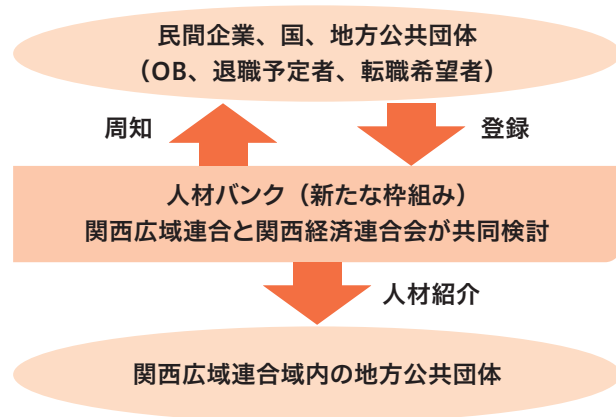 民間企業、国、地方公共団体
（OB、退職予定者、転職希望者）
周知
登録
人材バンク（新たな枠組み）
関西広域連合と関西経済連合会が共同検討
人材紹介
関西広域連合域内の地方公共団体